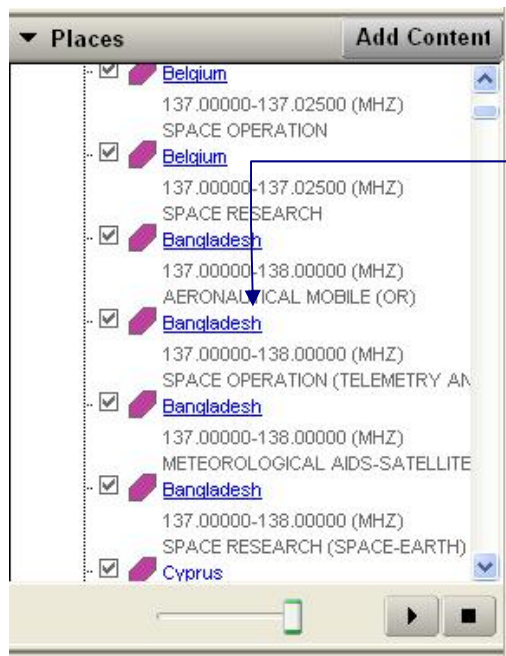 Places
Add Content
Belgium
137.00000-137.02500 (MHZ)
SPACE OPERATION
Belgium
137.00000-137.02500 (MHZ)
SPACE RESEARCH
Bangladesh
137.00000-138.00000 (MHZ)
AERONAUTICAL MOBILE (OR)
Bangladesh
137.00000-138.00000 (MHZ)
SPACE OPERATION (TELEMETRY AN
Bangladesh
137.00000-138.00000 (MHZ)
METEOROLOGICAL AIDS-SATELLITE
Bangladesh
137.00000-138.00000 (MHZ)
SPACE RESEARCH (SPACE-EARTH)
Cyprus